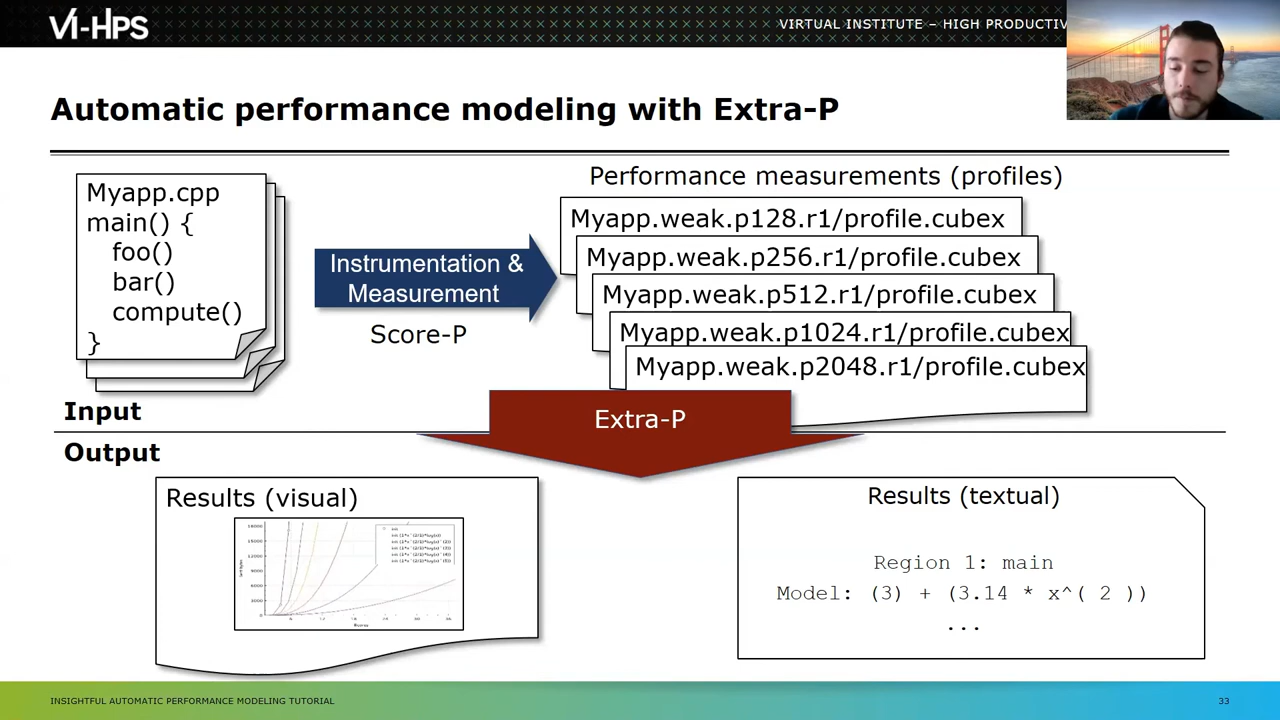 VI-HPS
VIRTUAL INSTITUTE – HIGH PRODUCTIV
Automatic performance modeling with Extra-P
Myapp.cpp
main() {
foo()
bar()
compute()
}
Instrumentation &
Measurement
Score-P
Performance measurements (profiles)
Myapp.weak.p128.r1/profile.cubex
Myapp.weak.p256.r1/profile.cubex
Myapp.weak.p512.r1/profile.cubex
Myapp.weak.p1024.r1/profile.cubex
Myapp.weak.p2048.r1/profile.cubex
Input
Extra-P
Output
Results (visual)
Results (textual)
Region 1: main
Model: (3) + (3.14 * x^( 2 ))
...
INSIGHTFUL AUTOMATIC PERFORMANCE MODELING TUTORIAL
33